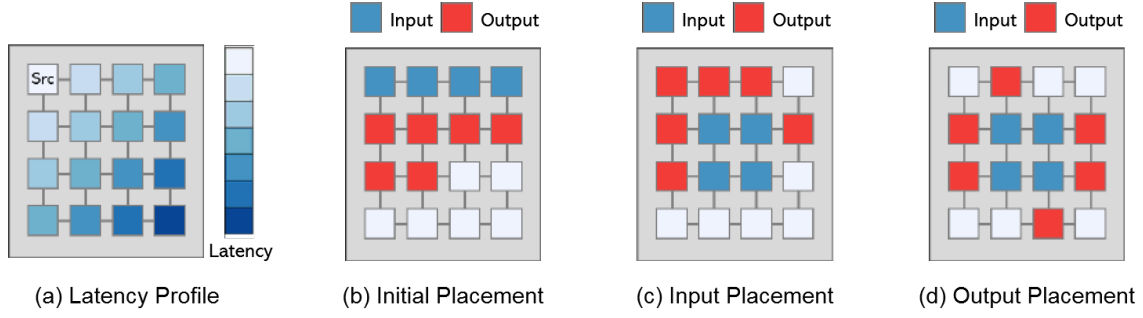 Input Output
Input Output
Input Output
Src
Latency
(a) Latency Profile
(b) Initial Placement
(c) Input Placement
(d) Output Placement